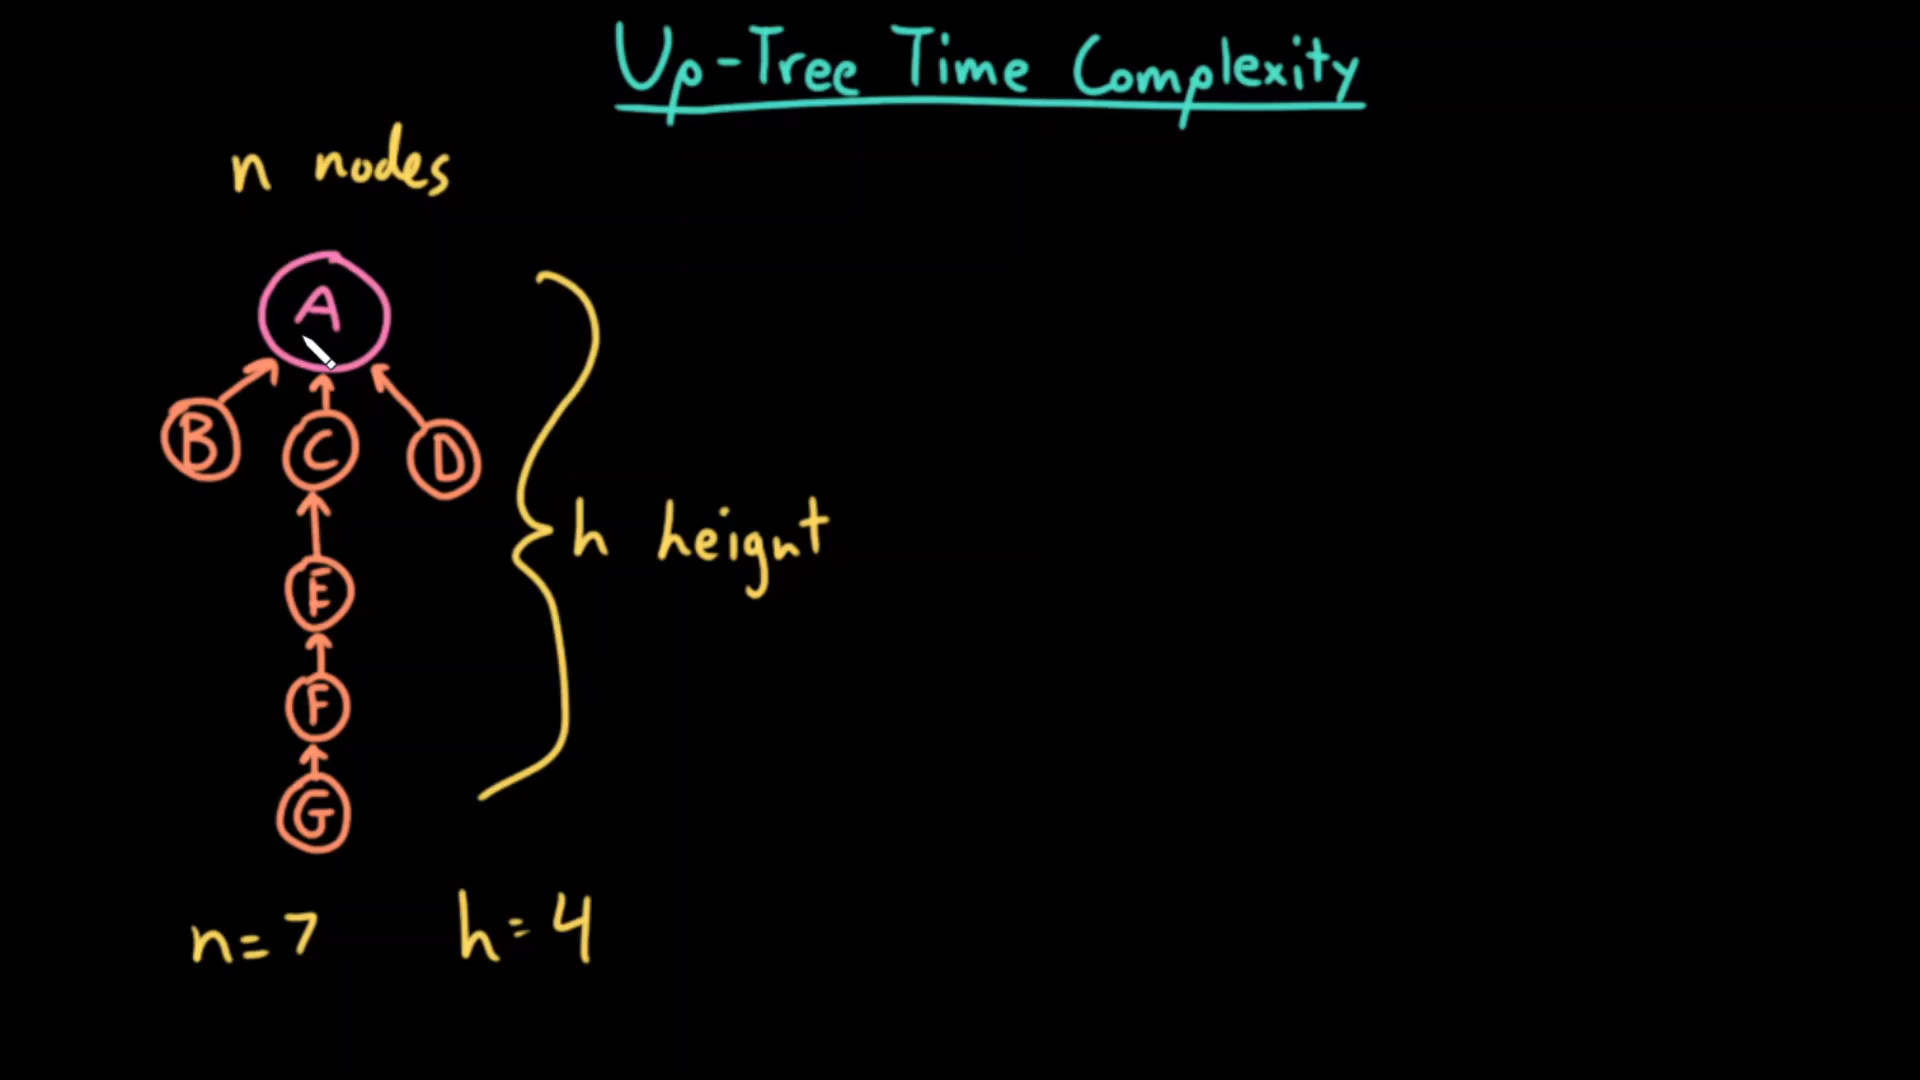 Up-Tree Time Complexity
n nodes
A
B C D
h height
E
F
G
n=7 h=4